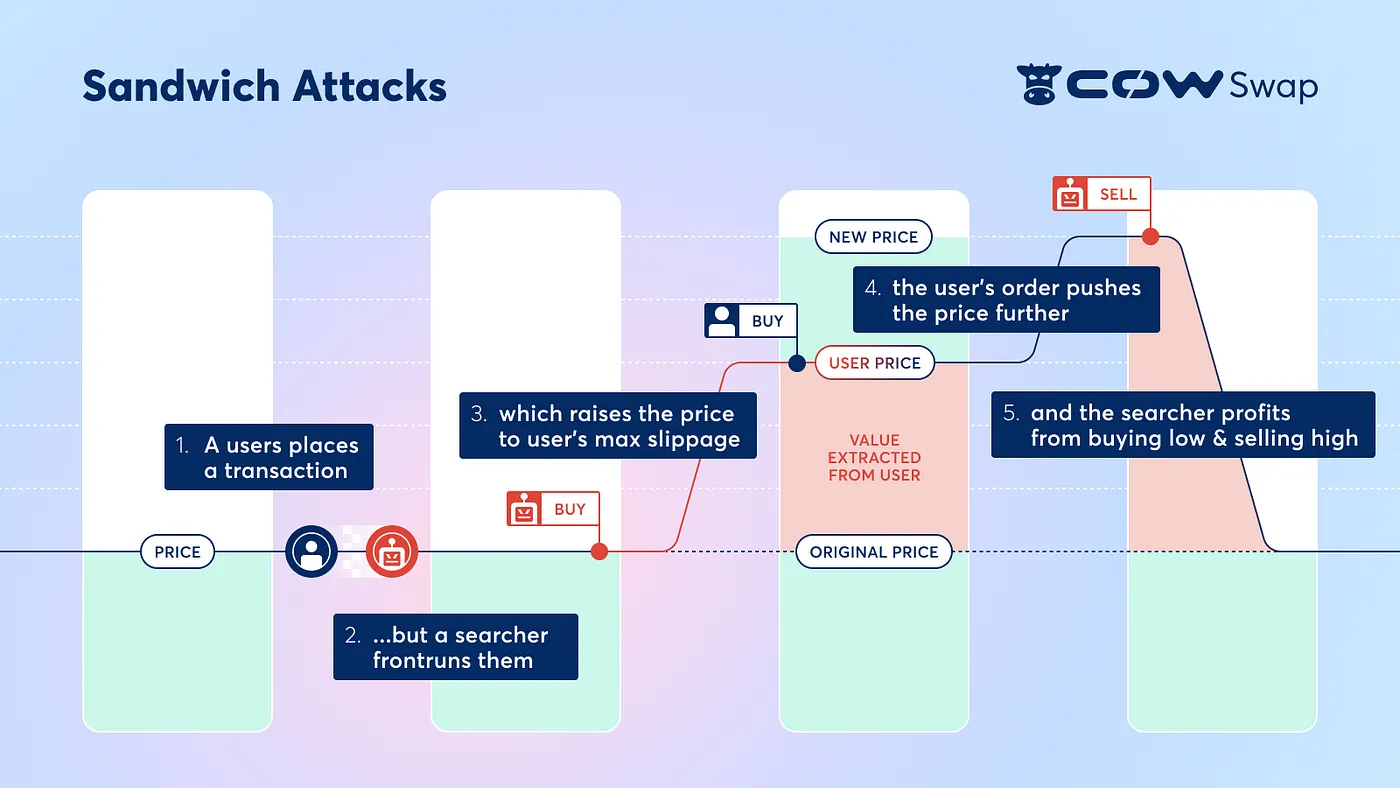 Sandwich Attacks
COW Swap
SELL
NEW PRICE
4. the user's order pushes
the price further
BUY
USER PRICE
3. which raises the price
to user's max slippage
5. and the searcher profits
from buying low & selling high
1. A users places
a transaction
VALUE
EXTRACTED
FROM USER
BUY
PRICE
ORIGINAL PRICE
2. ...but a searcher
frontruns them